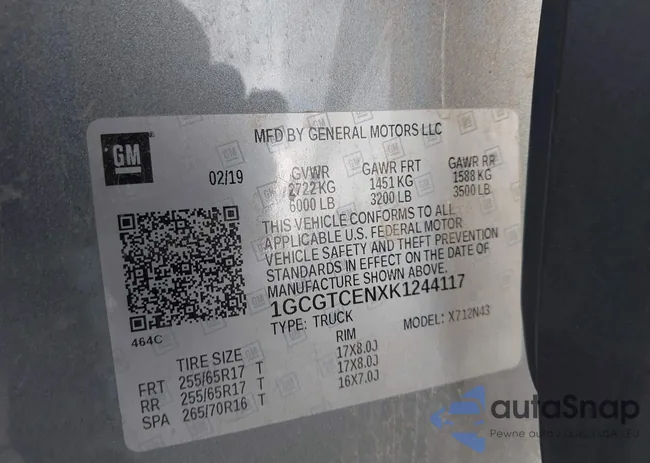 GM
MFD BY GENERAL MOTORS LLC
02/19
GVWR GAWR FRT GAWR RR
2722 KG 1451 KG 1588 KG
6000 LB 3200 LB 3500 LB
THIS VEHICLE CONFORMS TO ALL
APPLICABLE U.S. FEDERAL MOTOR
VEHICLE SAFETY AND THEFT PREVENTION
STANDARDS IN EFFECT ON THE DATE OF
MANUFACTURE SHOWN ABOVE.
1GCGTCENXK1244117
TYPE: TRUCK MODEL: X712N43
464C
TIRE SIZE RIM
FRT 255/65R17 T 17X8.0J
RR 255/65R17 T 17X8.0J
SPA 265/70R16 T 16X7.0J
autaSnap
Pewne auta z